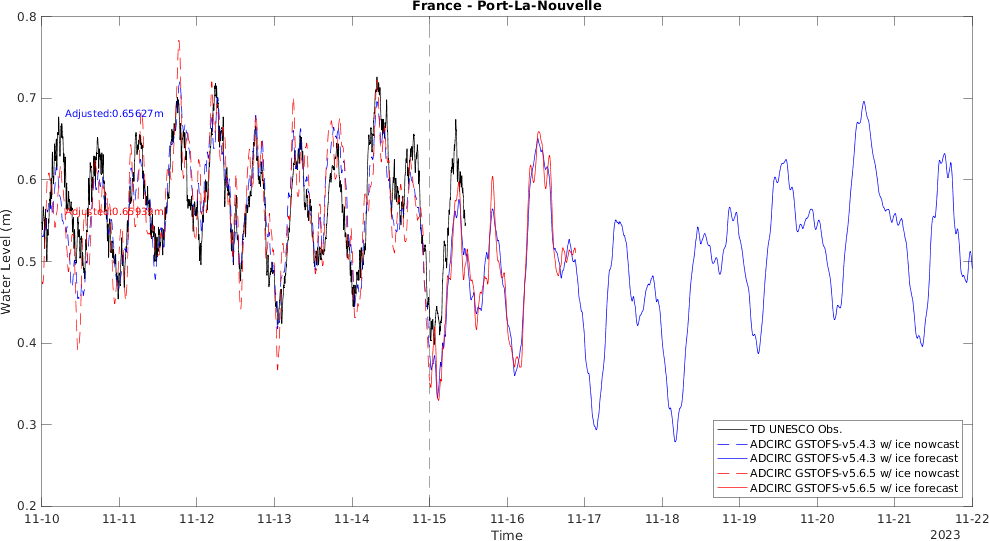 France - Port-La-Nouvelle
0.8
0.7
0.6
0.5
0.4
0.3
0.2
Water Level (m)
Adjusted:0.65627m
TD UNESCO Obs.
ADCIRC GSTOFS-v5.4.3 w/ ice nowcast
ADCIRC GSTOFS-v5.4.3 w/ ice forecast
ADCIRC GSTOFS-v5.6.5 w/ ice nowcast
ADCIRC GSTOFS-v5.6.5 w/ ice forecast
11-10 11-11 11-12 11-13 11-14 11-15 11-16 11-17 11-18 11-19 11-20 11-21 11-22
Time
2023